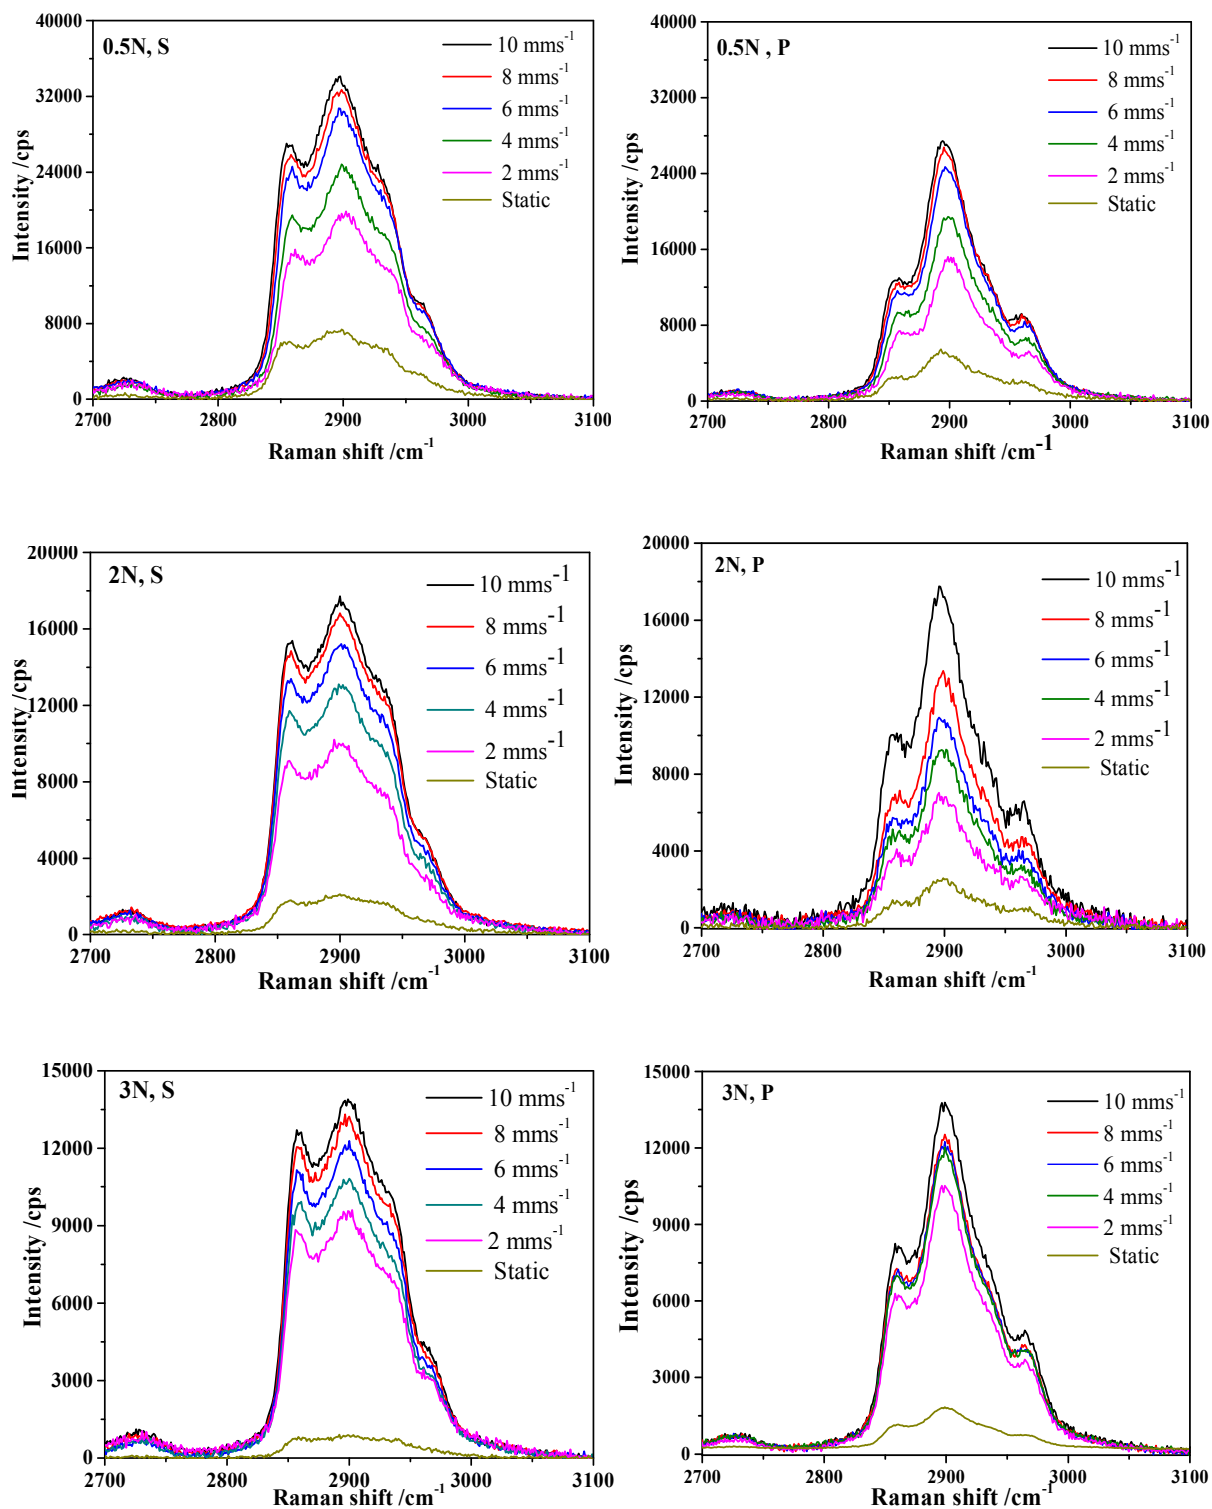 0.5N, S
10 mms⁻¹
8 mms⁻¹
6 mms⁻¹
4 mms⁻¹
2 mms⁻¹
Static
40000
32000
24000
16000
8000
0
Intensity /cps
2700 2800 2900 3000 3100
Raman shift /cm⁻¹
0.5N , P
10 mms⁻¹
8 mms⁻¹
6 mms⁻¹
4 mms⁻¹
2 mms⁻¹
Static
40000
32000
24000
16000
8000
0
Intensity /cps
2700 2800 2900 3000 3100
Raman shift /cm⁻¹
2N, S
10 mms⁻¹
8 mms⁻¹
6 mms⁻¹
4 mms⁻¹
2 mms⁻¹
Static
20000
16000
12000
8000
4000
0
Intensity /cps
2700 2800 2900 3000 3100
Raman shift /cm⁻¹
2N, P
10 mms⁻¹
8 mms⁻¹
6 mms⁻¹
4 mms⁻¹
2 mms⁻¹
Static
20000
16000
12000
8000
4000
0
Intensity /cps
2700 2800 2900 3000 3100
Raman shift /cm⁻¹
3N, S
10 mms⁻¹
8 mms⁻¹
6 mms⁻¹
4 mms⁻¹
2 mms⁻¹
Static
15000
12000
9000
6000
3000
0
Intensity /cps
2700 2800 2900 3000 3100
Raman shift /cm⁻¹
3N, P
10 mms⁻¹
8 mms⁻¹
6 mms⁻¹
4 mms⁻¹
2 mms⁻¹
Static
15000
12000
9000
6000
3000
0
Intensity /cps
2700 2800 2900 3000 3100
Raman shift /cm⁻¹